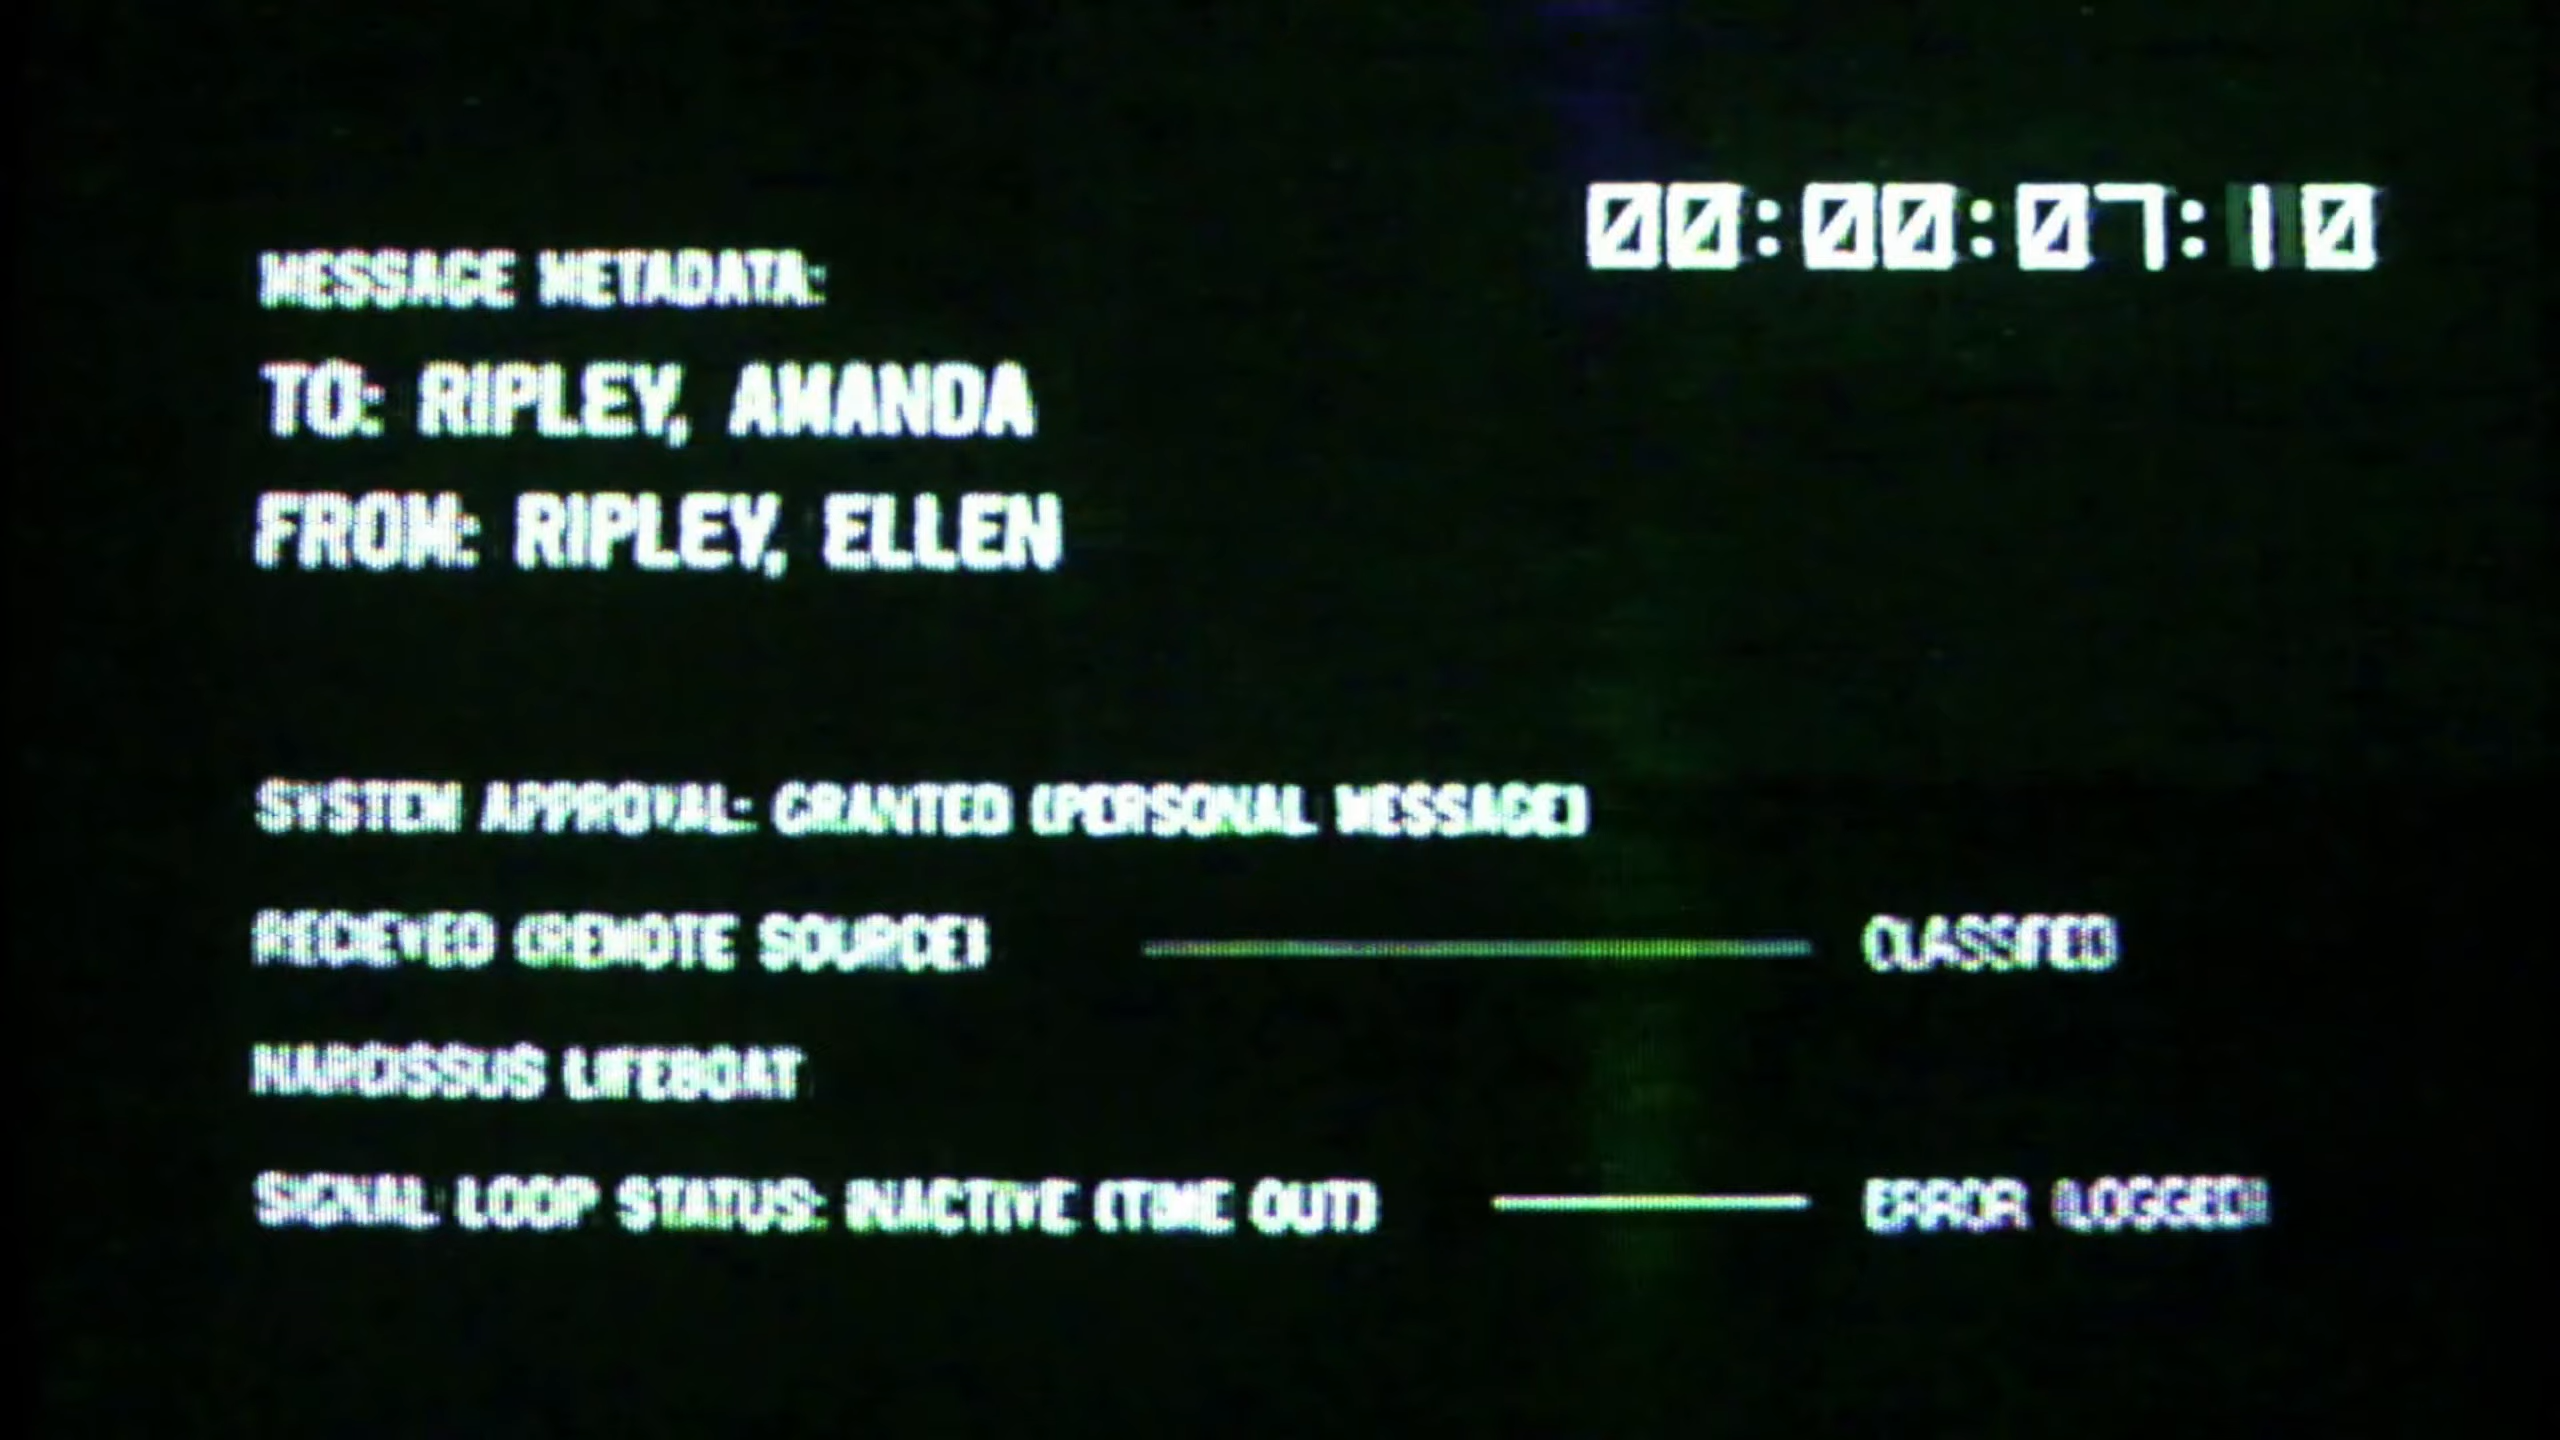 00:00:07:10
MESSAGE METADATA:
TO: RIPLEY, AMANDA
FROM: RIPLEY, ELLEN
SYSTEM APPROVAL: GRANTED (PERSONAL MESSAGE)
RECIEVED (REMOTE SOURCE) CLASSIFIED
NARCISSUS LIFEBOAT
SIGNAL LOOP STATUS: INACTIVE (TIME OUT) ERROR (LOGGED)